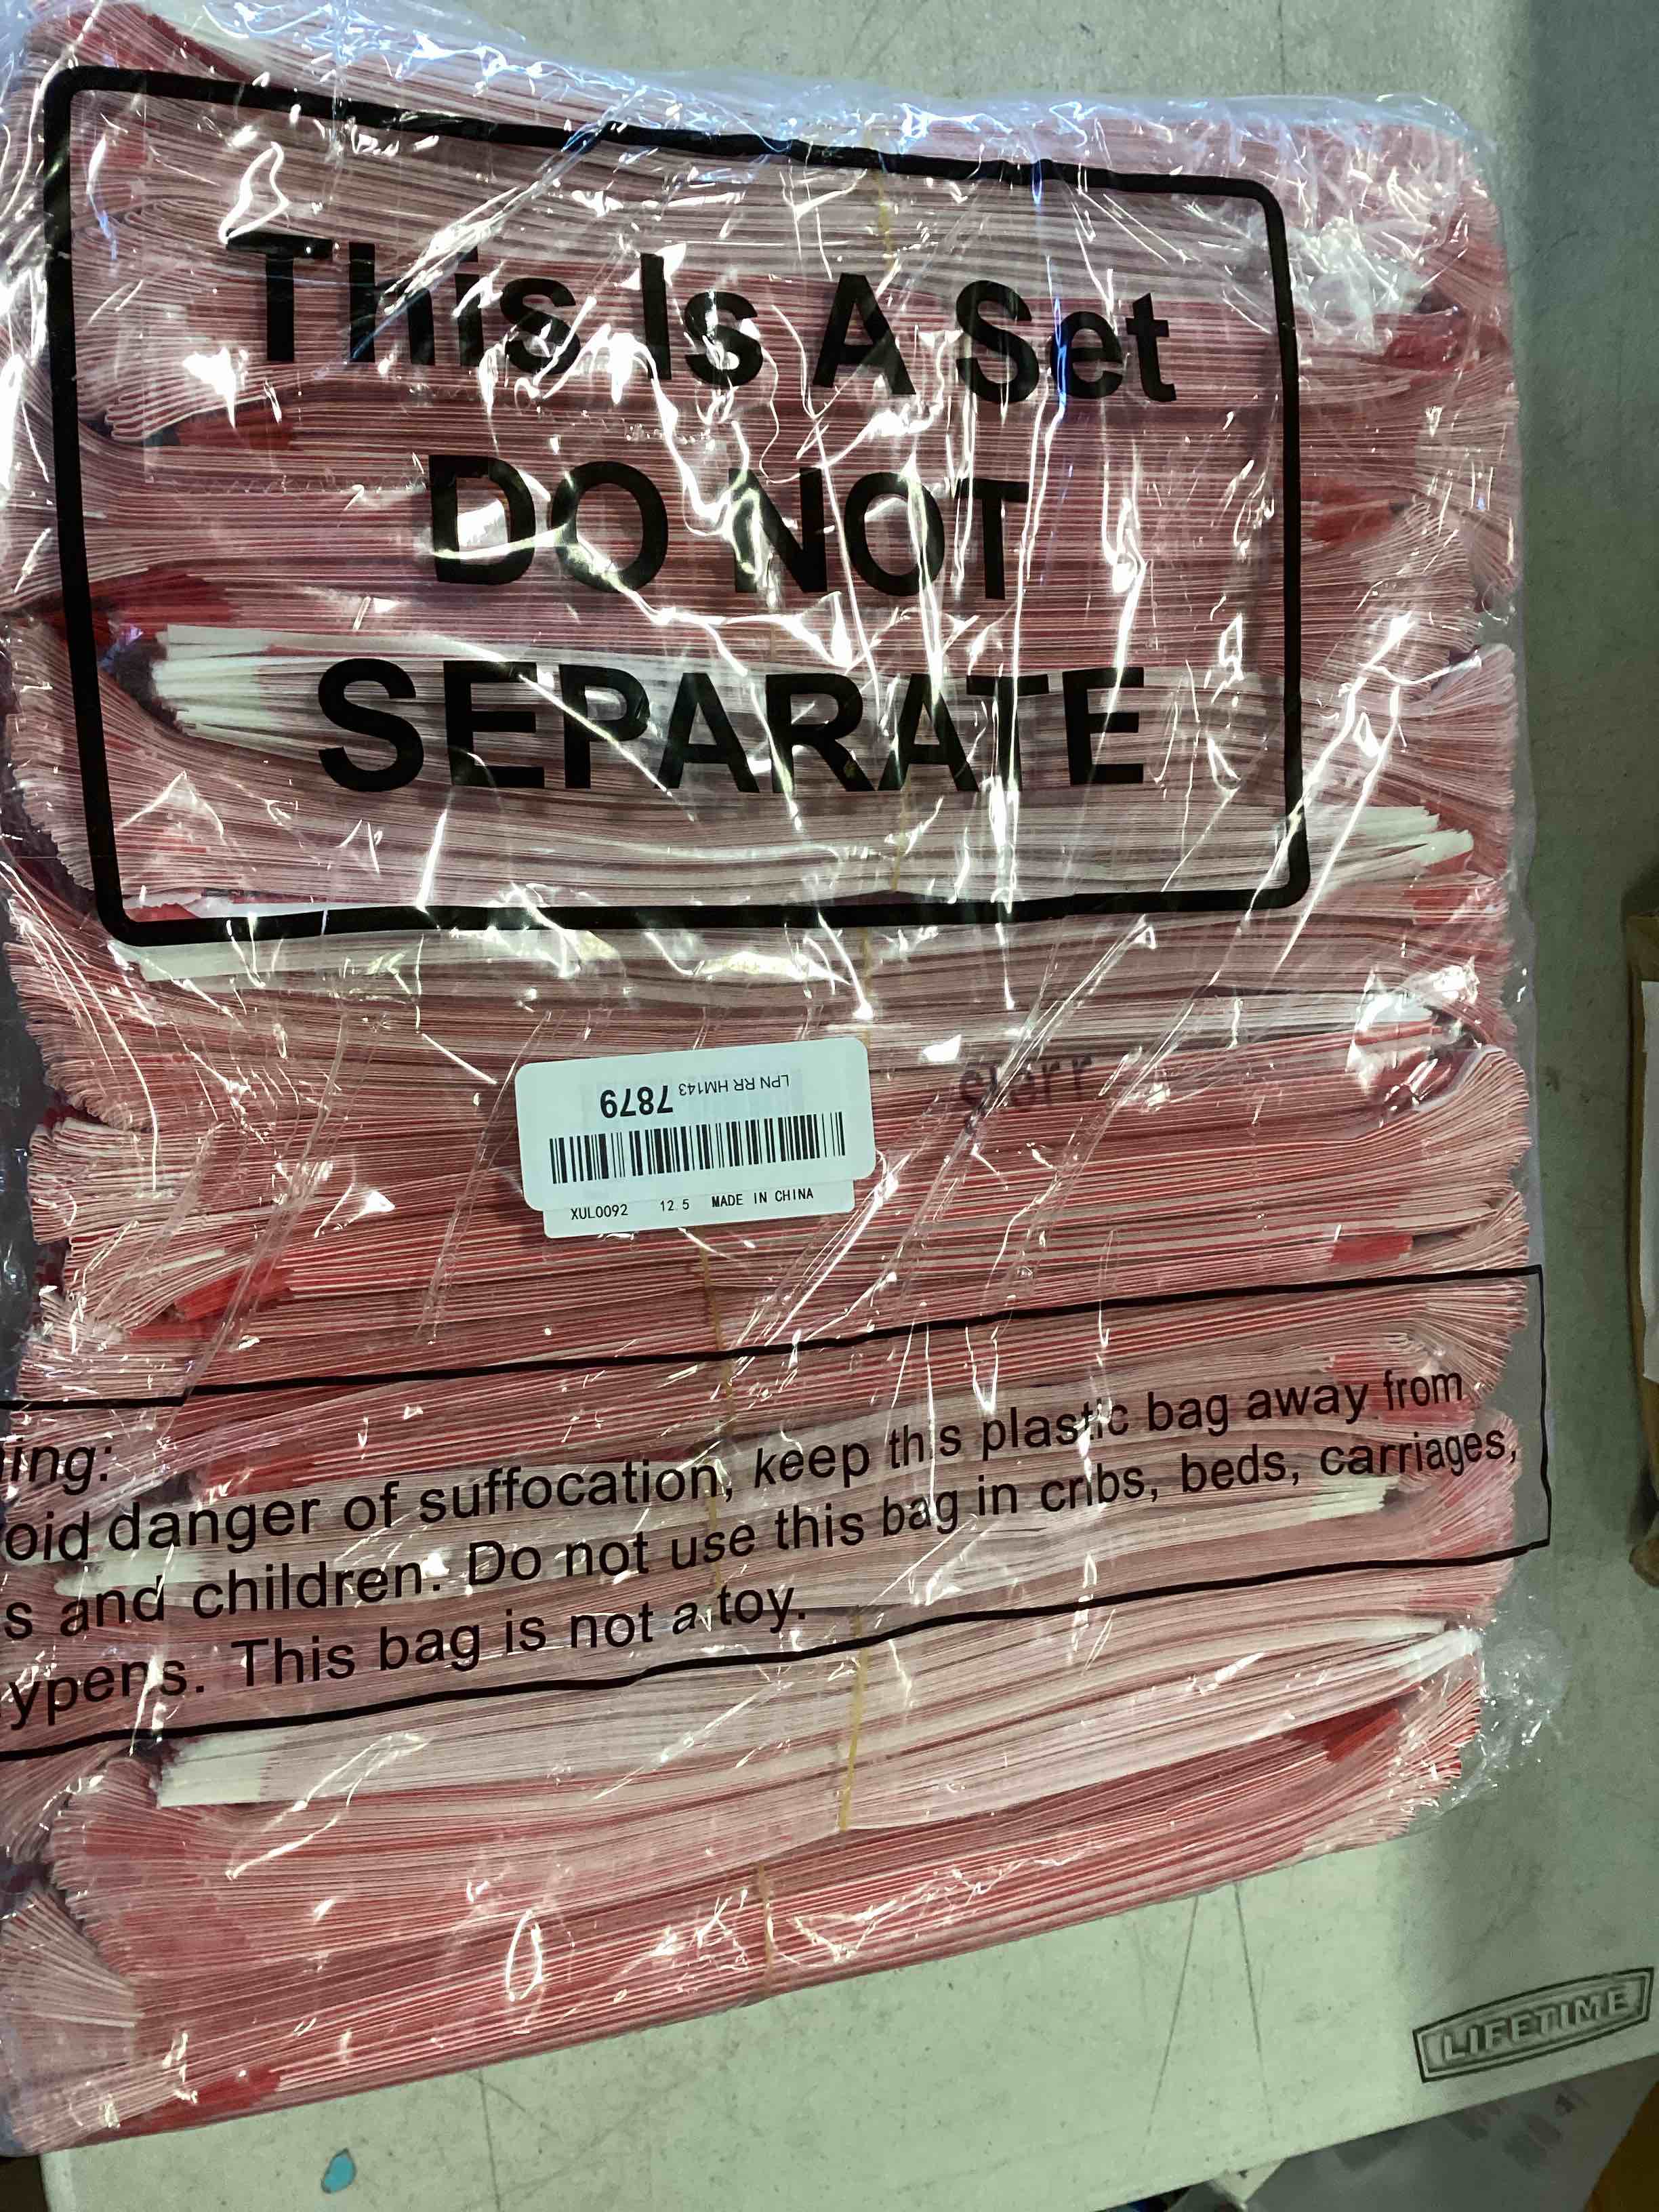 This Is A Set
DO NOT
SEPARATE
LPN RR HM143
7879
XUL0092 12.5 MADE IN CHINA
ing:
oid danger of suffocation, keep this plastic bag away from
s and children. Do not use this bag in cribs, beds, carriages,
ypens. This bag is not a toy.
LIFETIME